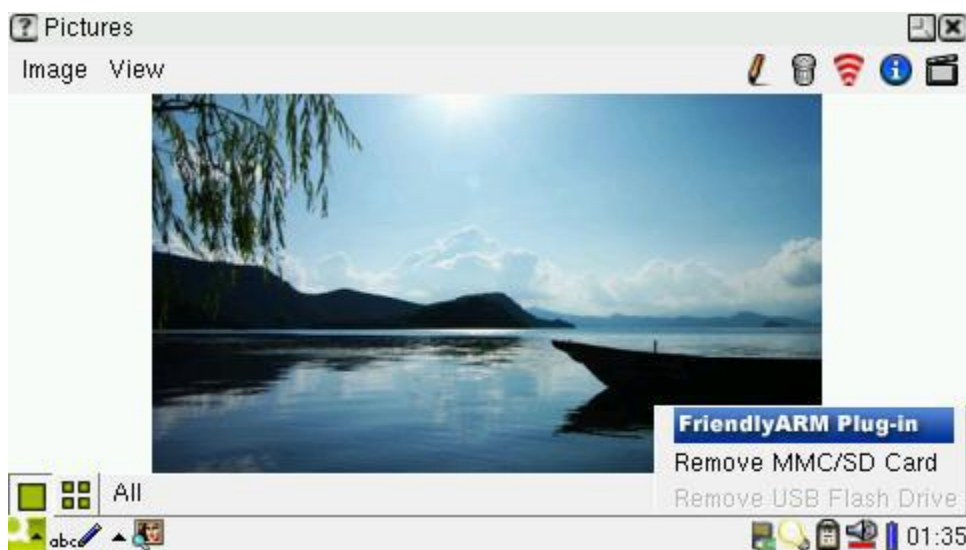 ? Pictures
Image View
i
FriendlyARM Plug-in
Remove MMC/SD Card
Remove USB Flash Drive
All
abc
01:35